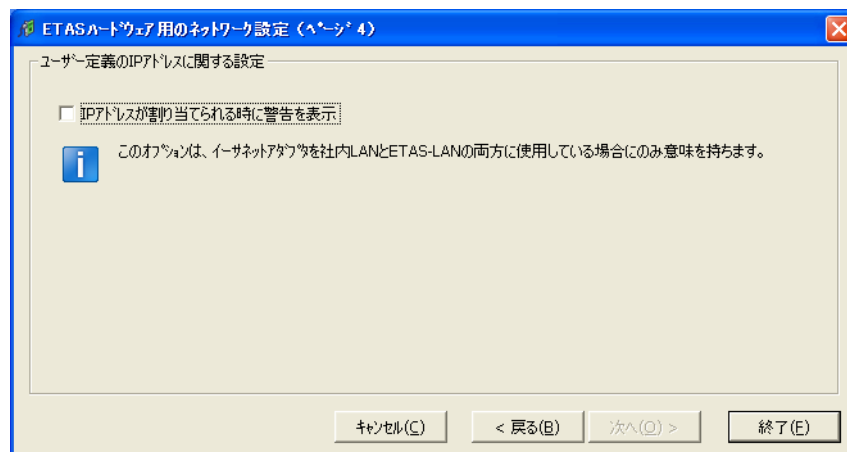 ETASﾊｰﾄﾞｳｪｱ用のﾈｯﾄﾜｰｸ設定（ﾍﾟｰｼﾞ 4）
ﾕｰｻﾞｰ定義のIPｱﾄﾞﾚｽに関する設定
IPｱﾄﾞﾚｽが割り当てられる時に警告を表示
このｵﾌﾟｼｮﾝは、ｲｰｻﾈｯﾄｱﾀﾞﾌﾟﾀを社内LANとETAS-LANの両方に使用している場合にのみ意味を持ちます。
ｷｬﾝｾﾙ(C)
< 戻る(B)
次へ(O) >
終了(F)